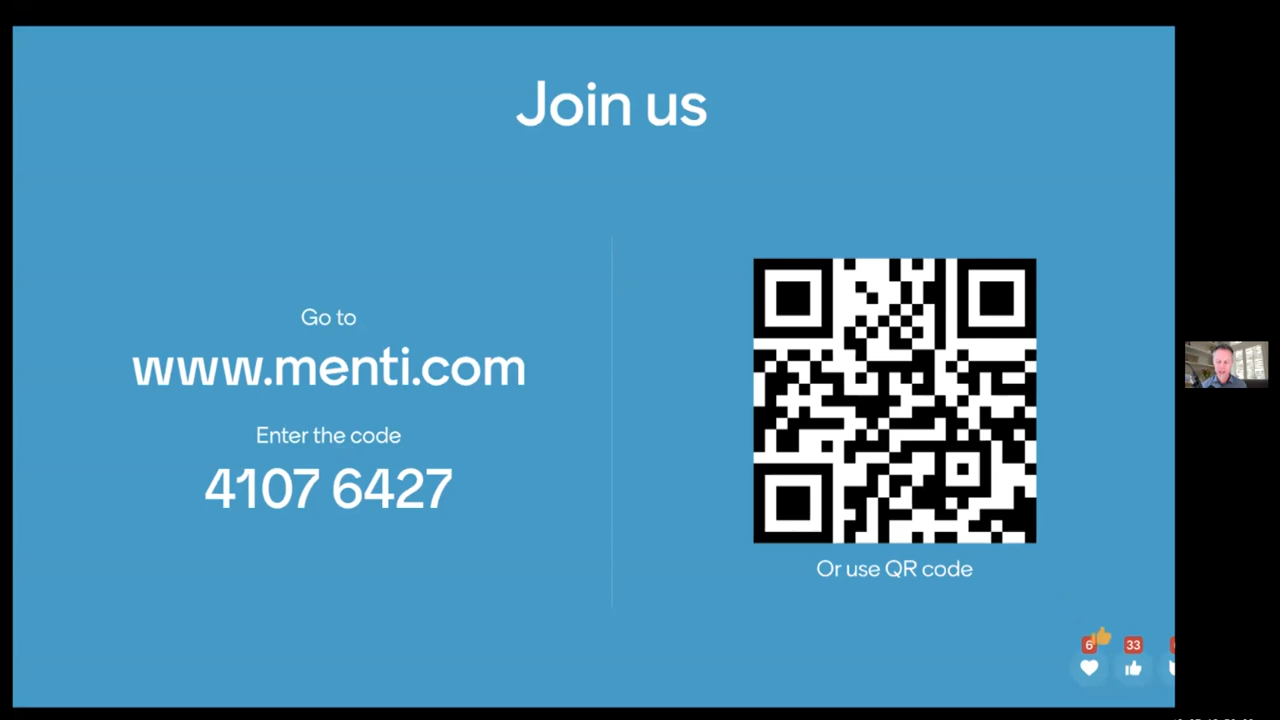 Join us
Go to
www.menti.com
Enter the code
4107 6427
Or use QR code
6
33